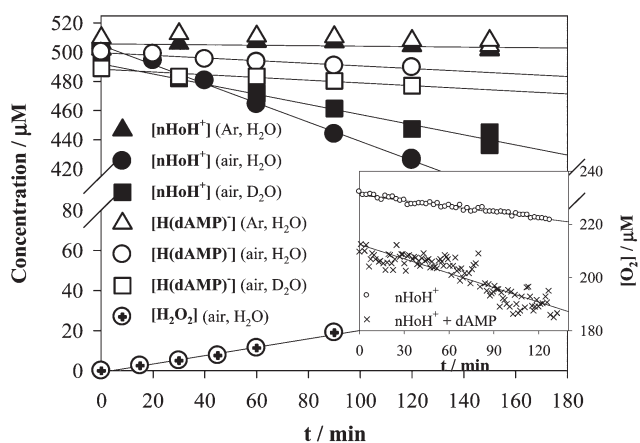 520
500
480
460
440
420
80
60
40
20
0
Concentration / µM
[nHoH⁺] (Ar, H₂O)
[nHoH⁺] (air, H₂O)
[nHoH⁺] (air, D₂O)
[H(dAMP)⁻] (Ar, H₂O)
[H(dAMP)⁻] (air, H₂O)
[H(dAMP)⁻] (air, D₂O)
[H₂O₂] (air, H₂O)
240
220
200
180
[O₂] / µM
nHoH⁺
nHoH⁺ + dAMP
0 30 60 90 120
t / min
0 20 40 60 80 100 120 140 160 180
t / min